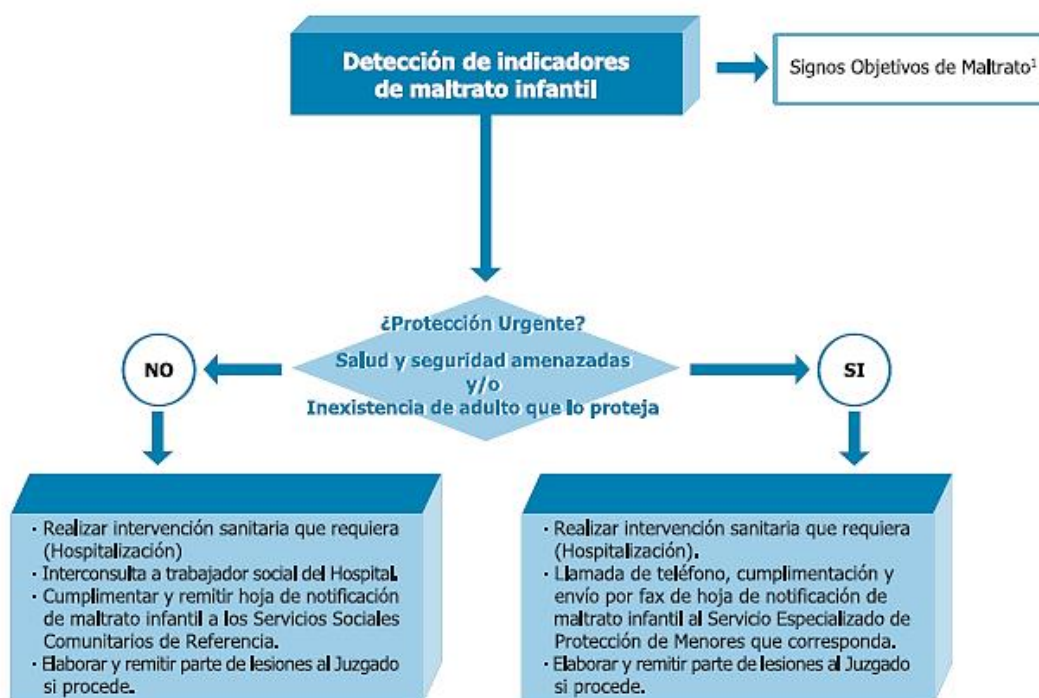 Detección de indicadores
de maltrato infantil
Signos Objetivos de Maltrato¹
¿Protección Urgente?
Salud y seguridad amenazadas
y/o
Inexistencia de adulto que lo proteja
NO
SI
· Realizar intervención sanitaria que requiera
(Hospitalización)
· Interconsulta a trabajador social del Hospital.
· Cumplimentar y remitir hoja de notificación
de maltrato infantil a los Servicios Sociales
Comunitarios de Referencia.
· Elaborar y remitir parte de lesiones al Juzgado
si procede.
· Realizar intervención sanitaria que requiera
(Hospitalización).
· Llamada de teléfono, cumplimentación y
envío por fax de hoja de notificación de
maltrato infantil al Servicio Especializado de
Protección de Menores que corresponda.
· Elaborar y remitir parte de lesiones al Juzgado
si procede.